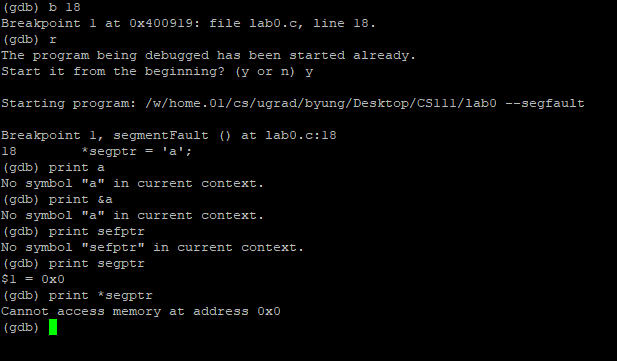 (gdb) b 18
Breakpoint 1 at 0x400919: file lab0.c, line 18.
(gdb) r
The program being debugged has been started already.
Start it from the beginning? (y or n) y
Starting program: /w/home.01/cs/ugrad/byung/Desktop/CS111/lab0 --segfault
Breakpoint 1, segmentFault () at lab0.c:18
18        *segptr = 'a';
(gdb) print a
No symbol "a" in current context.
(gdb) print &a
No symbol "a" in current context.
(gdb) print sefptr
No symbol "sefptr" in current context.
(gdb) print segptr
$1 = 0x0
(gdb) print *segptr
Cannot access memory at address 0x0
(gdb)